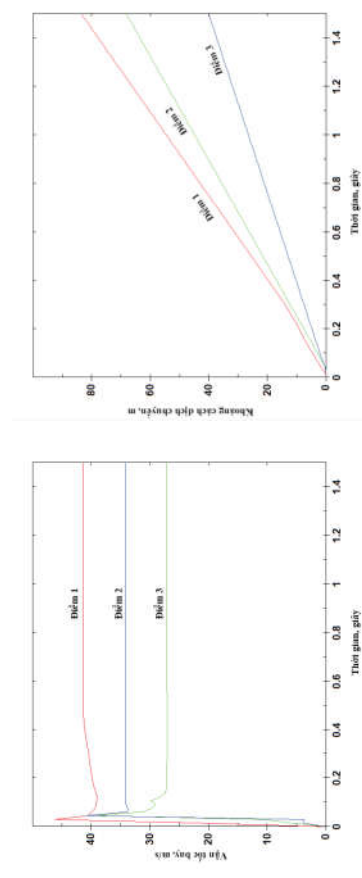 80
60
40
20
0
Khoảng cách dịch chuyển, m
Điểm 1
Điểm 2
Điểm 3
0 0.2 0.4 0.6 0.8 1 1.2 1.4
Thời gian, giây
40
30
20
10
0
Vận tốc bay, m/s
Điểm 1
Điểm 2
Điểm 3
0 0.2 0.4 0.6 0.8 1 1.2 1.4
Thời gian, giây